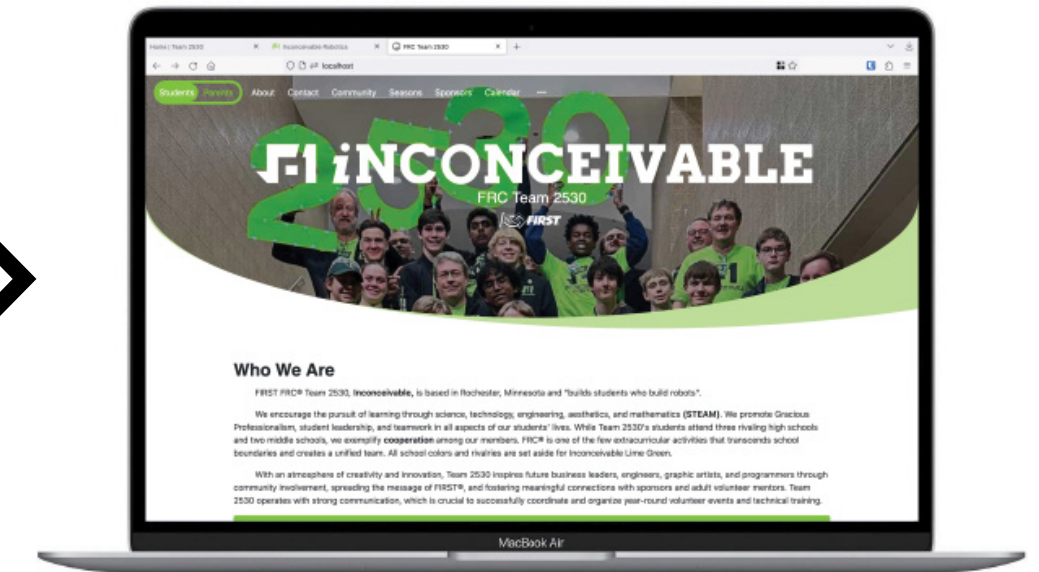 Home | Team 2530
Inconceivable Robotics
FRC Team 2530
localhost
Students Parents About Contact Community Seasons Sponsors Calendar ...
2530
iNCONCEIVABLE
FRC Team 2530
FIRST
Who We Are
FIRST FRC® Team 2530, Inconceivable, is based in Rochester, Minnesota and "builds students who build robots".
We encourage the pursuit of learning through science, technology, engineering, aesthetics, and mathematics (STEAM). We promote Gracious
Professionalism, student leadership, and teamwork in all aspects of our students' lives. While Team 2530's students attend three rivaling high schools
and two middle schools, we exemplify cooperation among our members. FRC® is one of the few extracurricular activities that transcends school
boundaries and creates a unified team. All school colors and rivalries are set aside for Inconceivable Lime Green.
With an atmosphere of creativity and innovation, Team 2530 inspires future business leaders, engineers, graphic artists, and programmers through
community involvement, spreading the message of FIRST®, and fostering meaningful connections with sponsors and adult volunteer mentors. Team
2530 operates with strong communication, which is crucial to successfully coordinate and organize year-round volunteer events and technical training.
MacBook Air